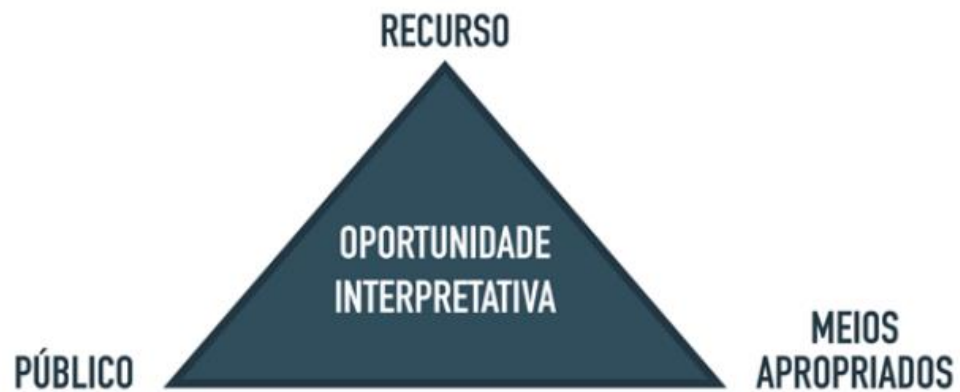 RECURSO
OPORTUNIDADE
INTERPRETATIVA
PÚBLICO
MEIOS
APROPRIADOS